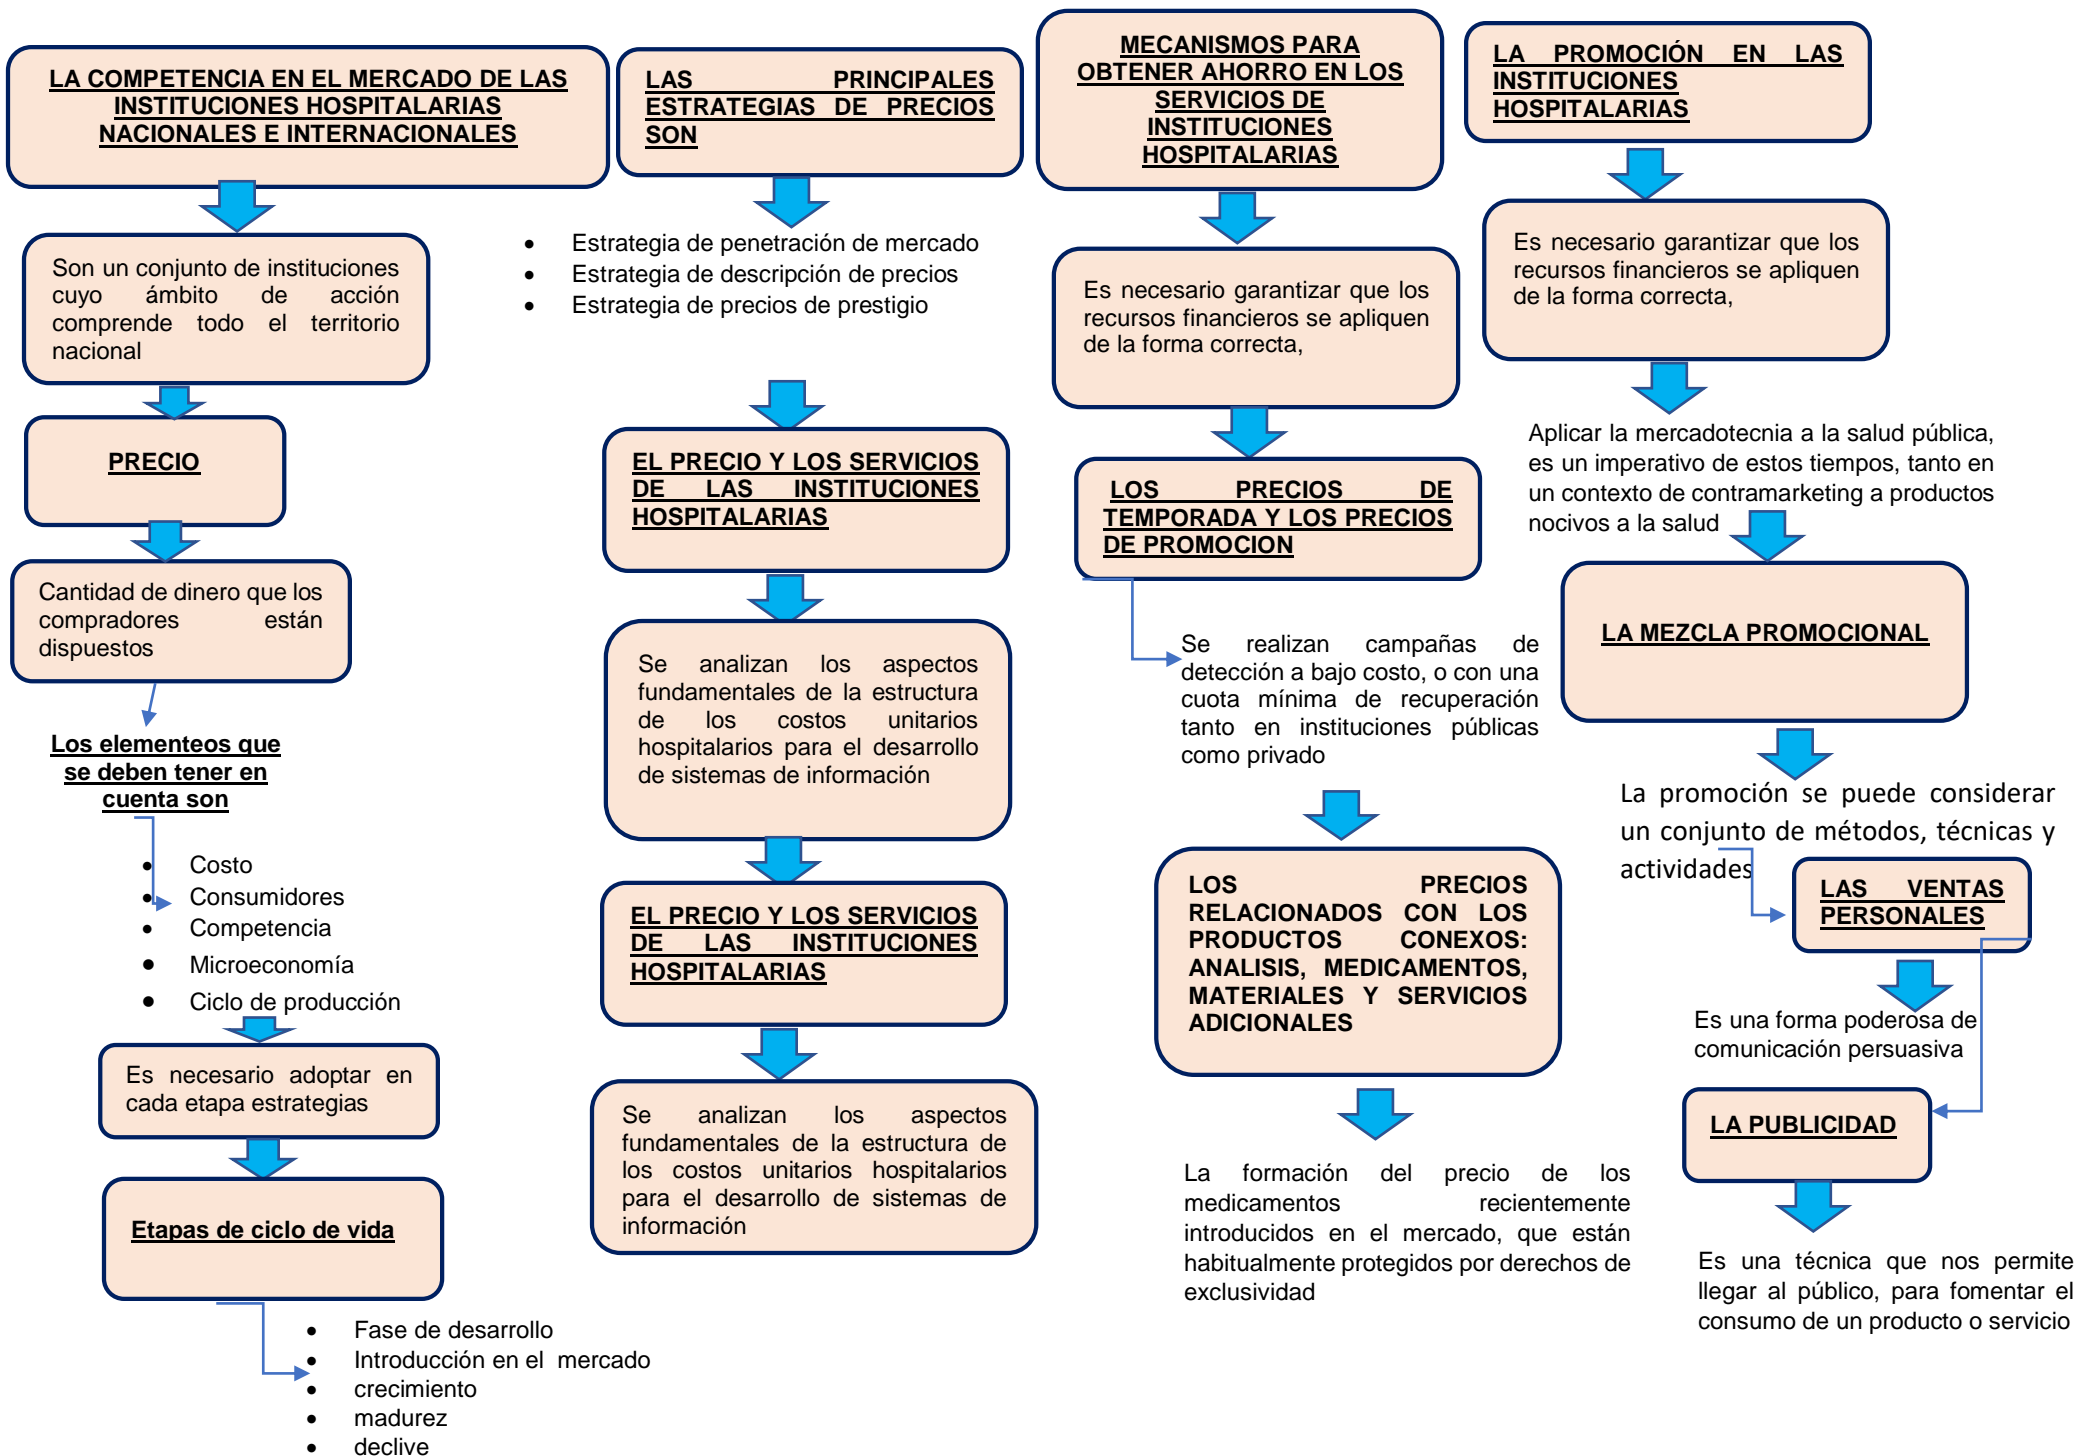 LA COMPETENCIA EN EL MERCADO DE LAS
INSTITUCIONES HOSPITALARIAS
NACIONALES E INTERNACIONALES
Son un conjunto de instituciones
cuyo ámbito de acción
comprende todo el territorio
nacional
PRECIO
Cantidad de dinero que los
compradores están
dispuestos
Los elementeos que
se deben tener en
cuenta son
• Costo
• Consumidores
• Competencia
• Microeconomía
• Ciclo de producción
Es necesario adoptar en
cada etapa estrategias
Etapas de ciclo de vida
• Fase de desarrollo
• Introducción en el mercado
• crecimiento
• madurez
• declive
LAS PRINCIPALES
ESTRATEGIAS DE PRECIOS
SON
• Estrategia de penetración de mercado
• Estrategia de descripción de precios
• Estrategia de precios de prestigio
EL PRECIO Y LOS SERVICIOS
DE LAS INSTITUCIONES
HOSPITALARIAS
Se analizan los aspectos
fundamentales de la estructura
de los costos unitarios
hospitalarios para el desarrollo
de sistemas de información
EL PRECIO Y LOS SERVICIOS
DE LAS INSTITUCIONES
HOSPITALARIAS
Se analizan los aspectos
fundamentales de la estructura de
los costos unitarios hospitalarios
para el desarrollo de sistemas de
información
MECANISMOS PARA
OBTENER AHORRO EN LOS
SERVICIOS DE
INSTITUCIONES
HOSPITALARIAS
Es necesario garantizar que los
recursos financieros se apliquen
de la forma correcta,
LOS PRECIOS DE
TEMPORADA Y LOS PRECIOS
DE PROMOCION
Se realizan campañas de
detección a bajo costo, o con una
cuota mínima de recuperación
tanto en instituciones públicas
como privado
LOS PRECIOS
RELACIONADOS CON LOS
PRODUCTOS CONEXOS:
ANALISIS, MEDICAMENTOS,
MATERIALES Y SERVICIOS
ADICIONALES
La formación del precio de los
medicamentos recientemente
introducidos en el mercado, que están
habitualmente protegidos por derechos de
exclusividad
LA PROMOCIÓN EN LAS
INSTITUCIONES
HOSPITALARIAS
Es necesario garantizar que los
recursos financieros se apliquen
de la forma correcta,
Aplicar la mercadotecnia a la salud pública,
es un imperativo de estos tiempos, tanto en
un contexto de contramarketing a productos
nocivos a la salud
LA MEZCLA PROMOCIONAL
La promoción se puede considerar
un conjunto de métodos, técnicas y
actividades
LAS VENTAS
PERSONALES
Es una forma poderosa de
comunicación persuasiva
LA PUBLICIDAD
Es una técnica que nos permite
llegar al público, para fomentar el
consumo de un producto o servicio